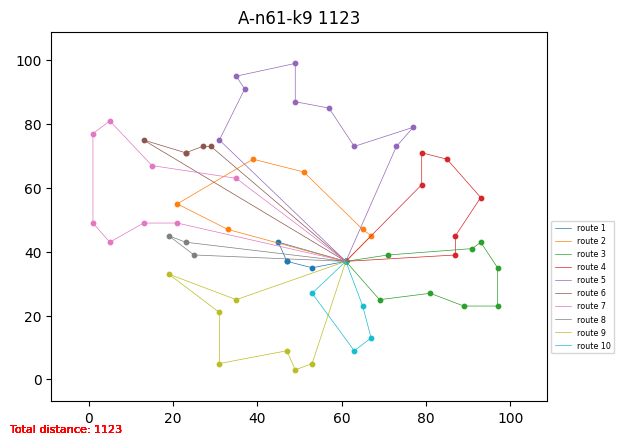 A-n61-k9 1123
100
80
60
40
20
0
0 20 40 60 80 100
route 1
route 2
route 3
route 4
route 5
route 6
route 7
route 8
route 9
route 10
Total distance: 1123